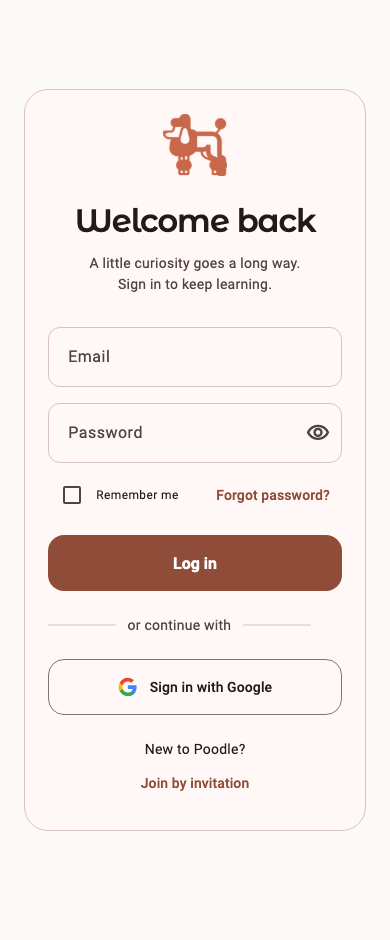 Welcome back
A little curiosity goes a long way.
Sign in to keep learning.
Email
Password
Remember me
Forgot password?
Log in
or continue with
Sign in with Google
New to Poodle?
Join by invitation